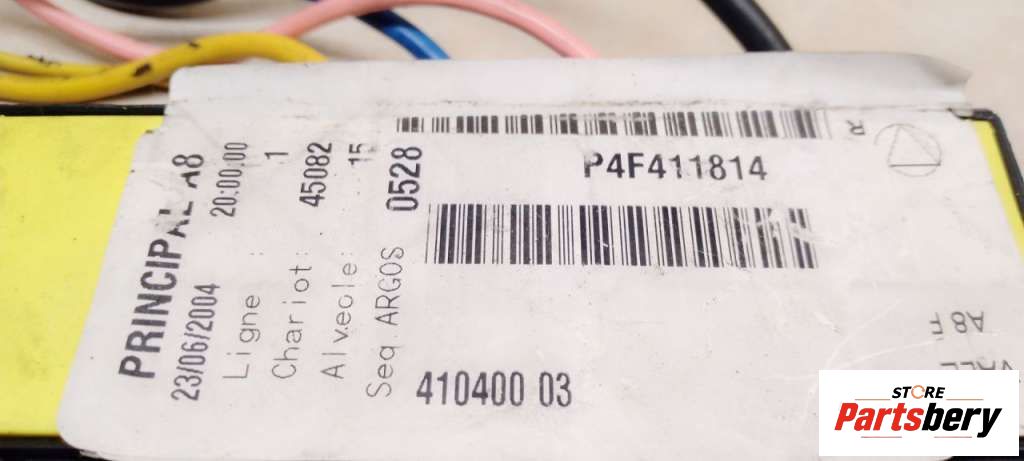 PRINCIPAL A8
23/06/2004 20:00:00
Ligne : 1
Chariot: 45082
Alveole: 15
Seq ARGOS 0528
R
P4F411814
410400 03
A8F
STORE
Partsbery